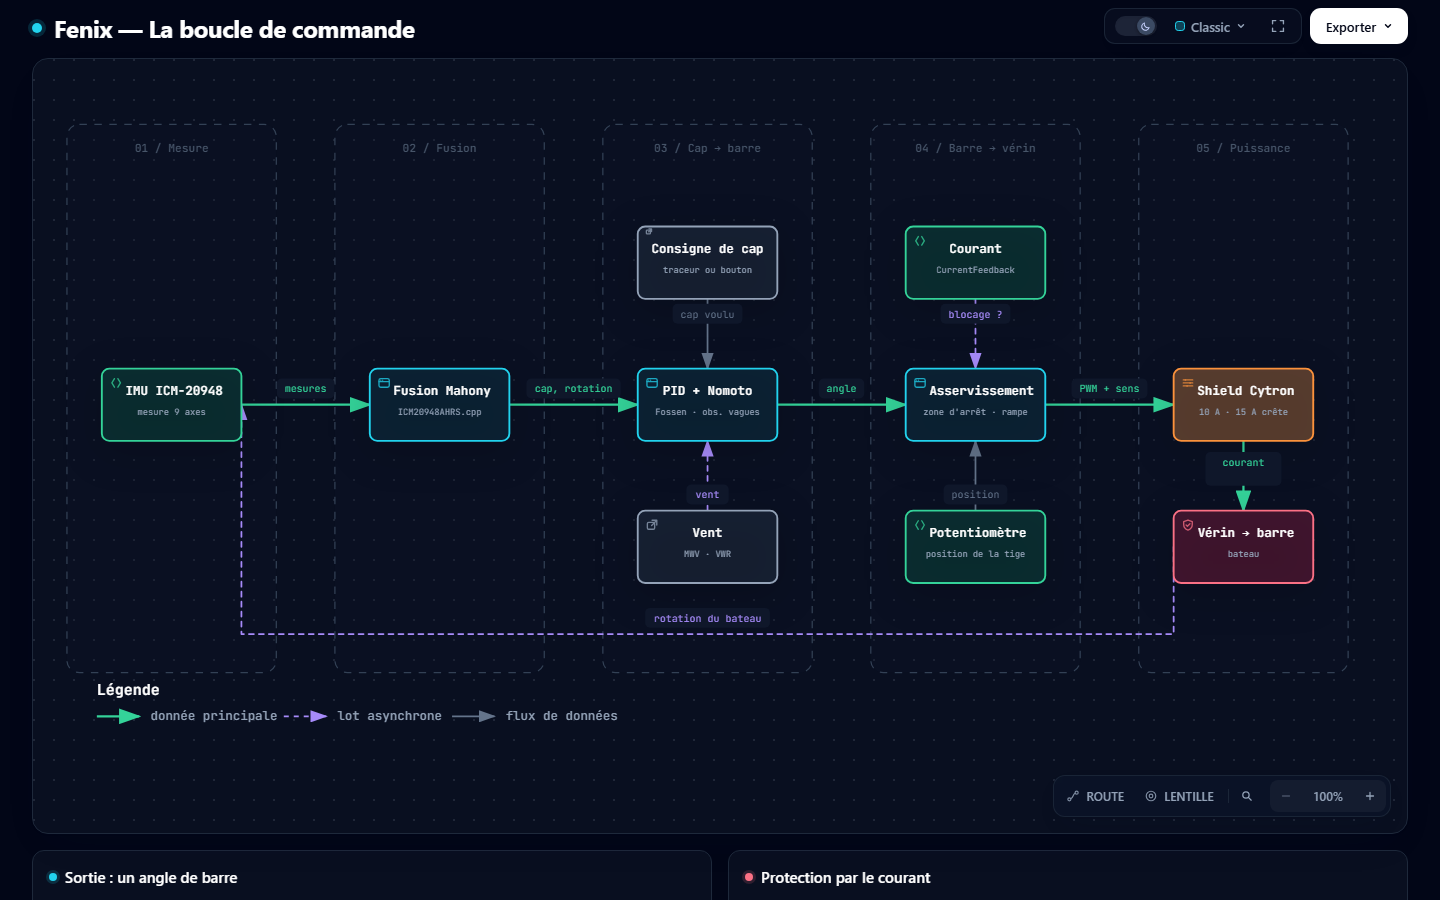 Fenix — La boucle de commande
Classic
Exporter
01 / Mesure
02 / Fusion
03 / Cap → barre
04 / Barre → vérin
05 / Puissance
Consigne de cap
traceur ou bouton
Courant
CurrentFeedback
cap voulu
blocage ?
IMU ICM-20948
mesure 9 axes
mesures
Fusion Mahony
ICM20948AHRS.cpp
cap, rotation
PID + Nomoto
Fossen · obs. vagues
angle
Asservissement
zone d'arrêt · rampe
PWM + sens
Shield Cytron
10 A · 15 A crête
courant
vent
position
Vent
MWV · VWR
Potentiomètre
position de la tige
Vérin → barre
bateau
rotation du bateau
Légende
donnée principale
lot asynchrone
flux de données
ROUTE
LENTILLE
100%
Sortie : un angle de barre
Protection par le courant